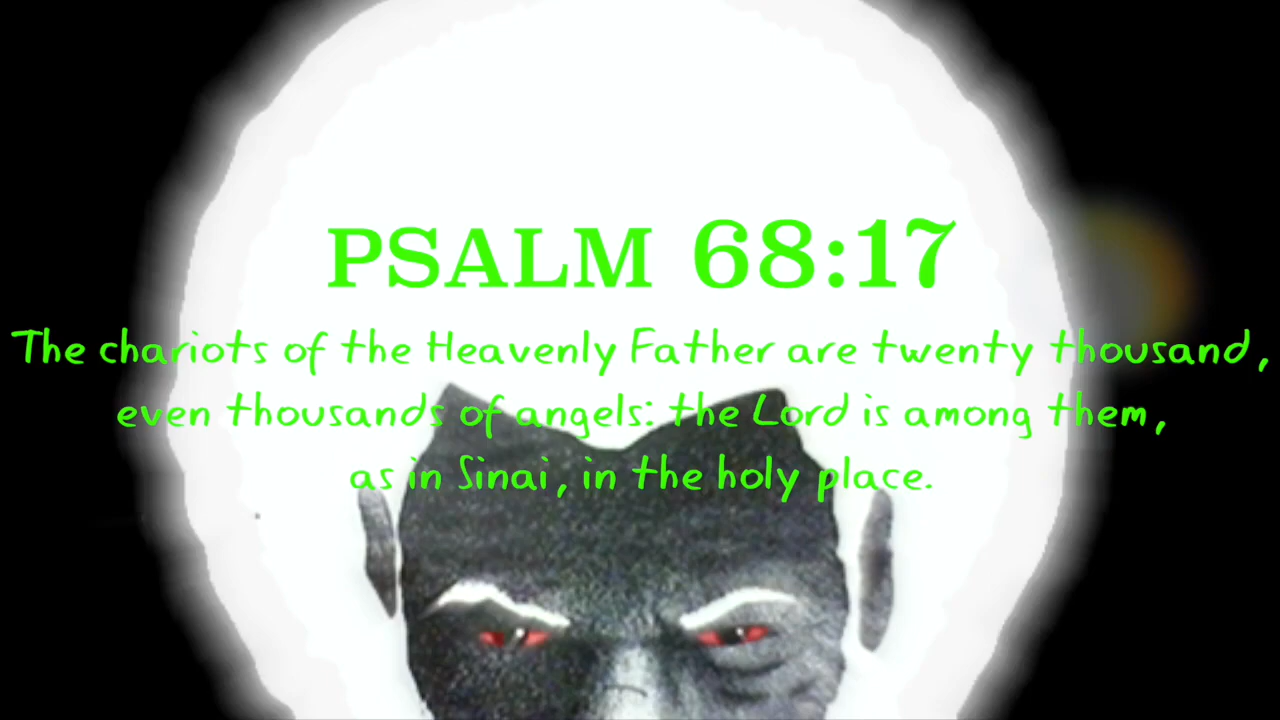 PSALM 68:17
The chariots of the Heavenly Father are twenty thousand,
even thousands of angels: the Lord is among them,
as in Sinai, in the holy place.